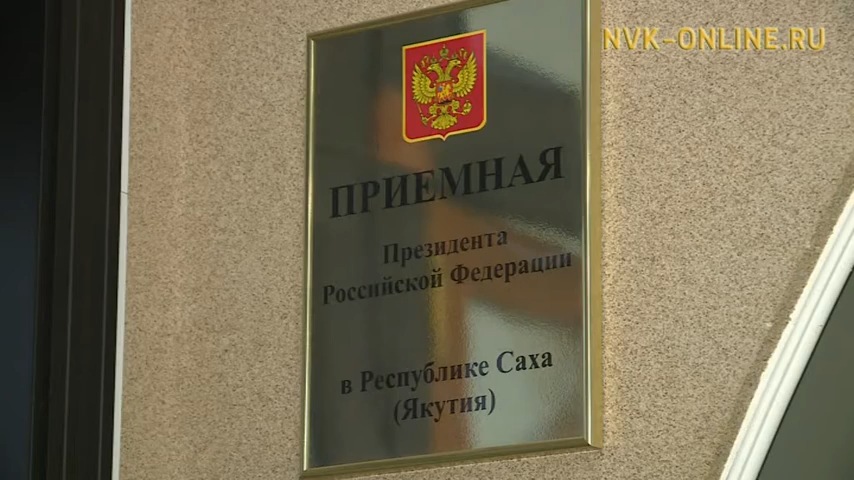 NVK-ONLINE.RU
ПРИЕМНАЯ
Президента
Российской Федерации
в Республике Саха
(Якутия)